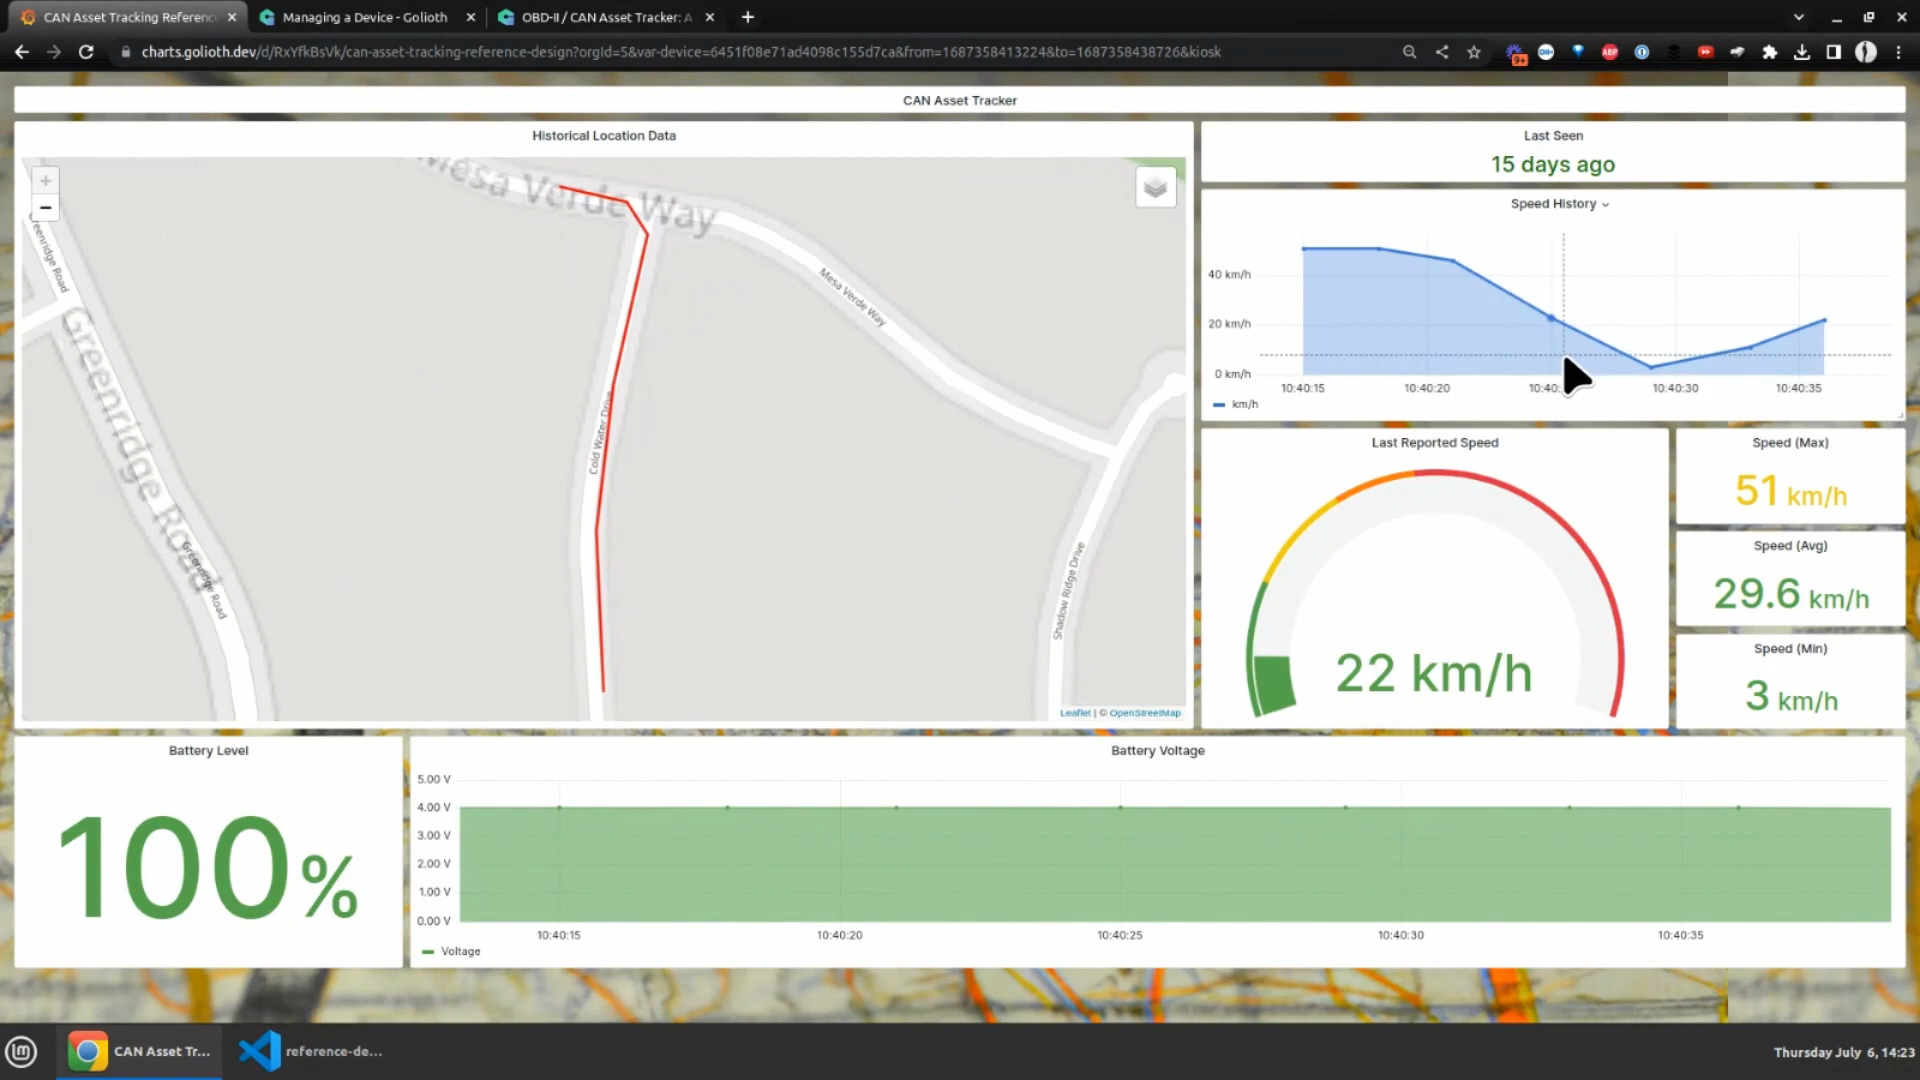 CAN Asset Tracking Reference
Managing a Device - Golioth
OBD-II / CAN Asset Tracker: A
charts.golioth.dev/d/RxYfkBsVk/can-asset-tracking-reference-design?orgId=5&var-device=6451f08e71ad4098c155d7ca&from=1687358413224&to=1687358438726&kiosk
9+
ABP
CAN Asset Tracker
Historical Location Data
+
−
Mesa Verde Way
Mesa Verde Way
Greenridge Road
Greenridge Road
Greenridge Road
Cold Water Drive
Shadow Ridge Drive
Leaflet | © OpenStreetMap
Last Seen
15 days ago
Speed History
40 km/h
20 km/h
0 km/h
10:40:15
10:40:20
10:40:
10:40:30
10:40:35
km/h
Last Reported Speed
22 km/h
Speed (Max)
51 km/h
Speed (Avg)
29.6 km/h
Speed (Min)
3 km/h
Battery Level
100%
Battery Voltage
5.00 V
4.00 V
3.00 V
2.00 V
1.00 V
0.00 V
10:40:15
10:40:20
10:40:25
10:40:30
10:40:35
Voltage
CAN Asset Tr...
reference-de...
Thursday July 6, 14:23